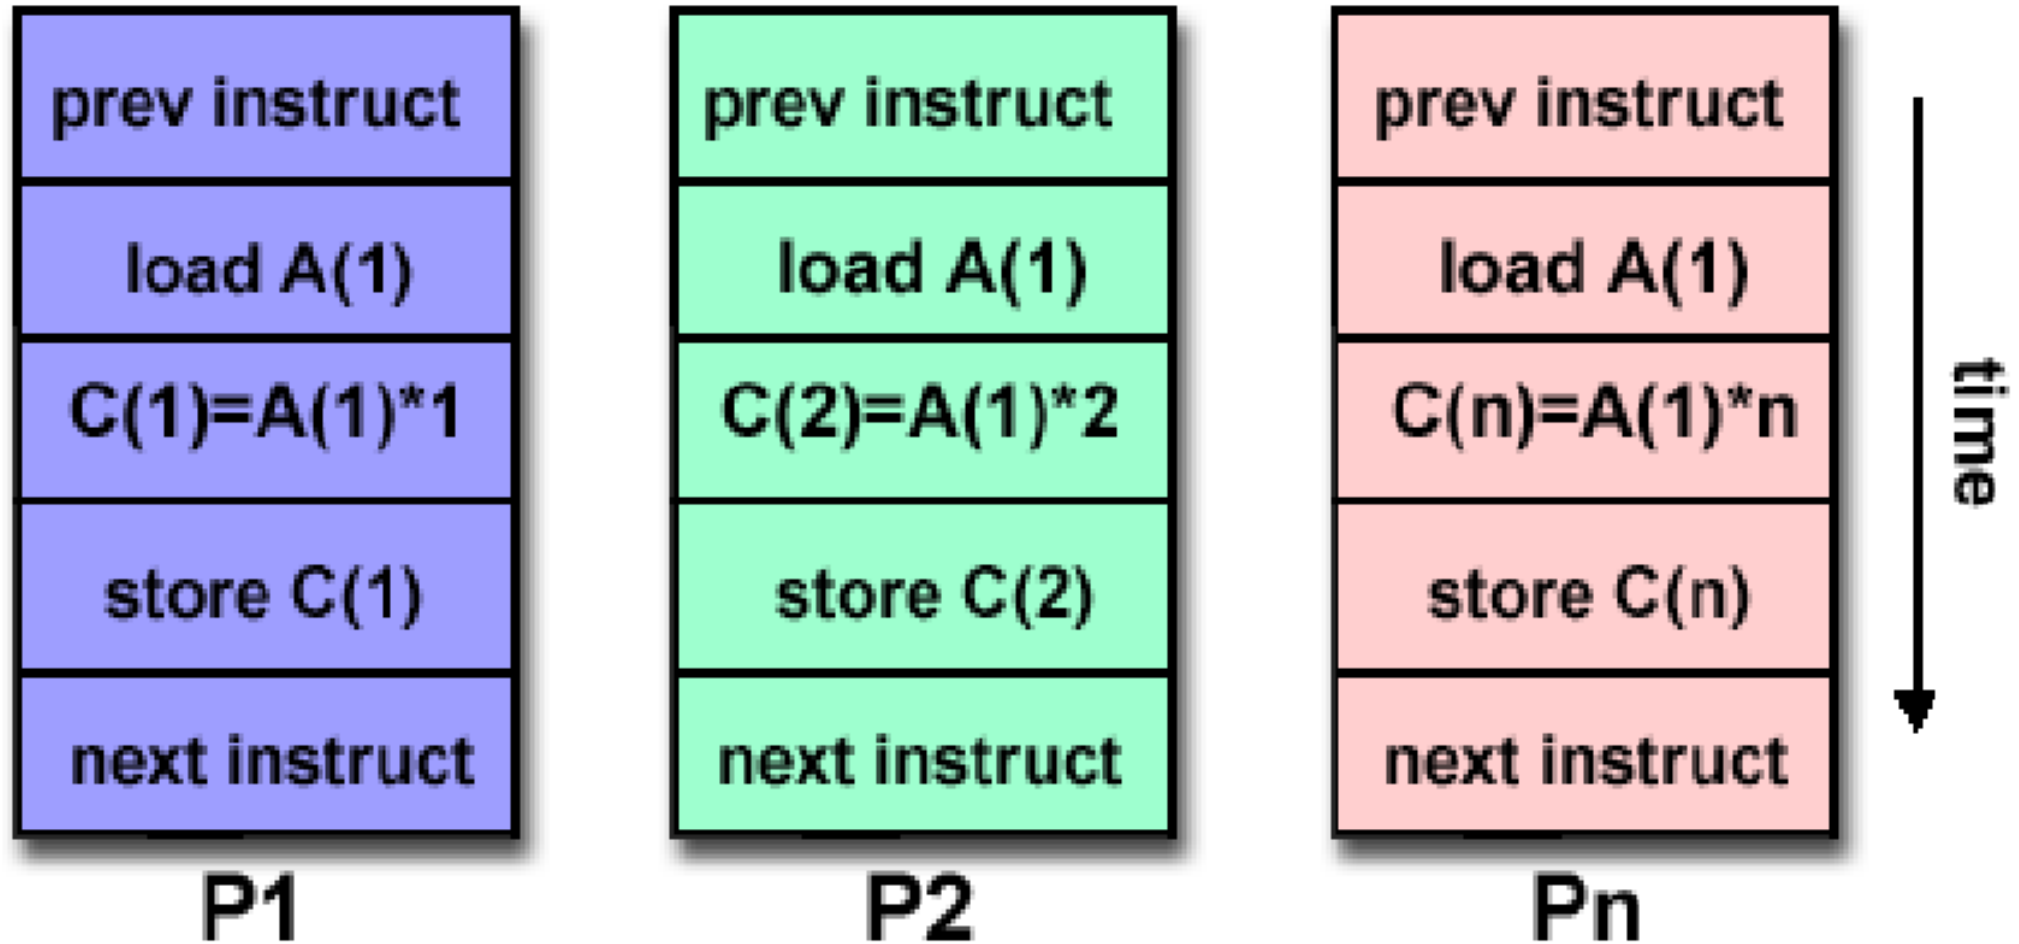 prev instruct
load A(1)
C(1)=A(1)*1
store C(1)
next instruct
P1
prev instruct
load A(1)
C(2)=A(1)*2
store C(2)
next instruct
P2
prev instruct
load A(1)
C(n)=A(1)*n
store C(n)
next instruct
Pn
time